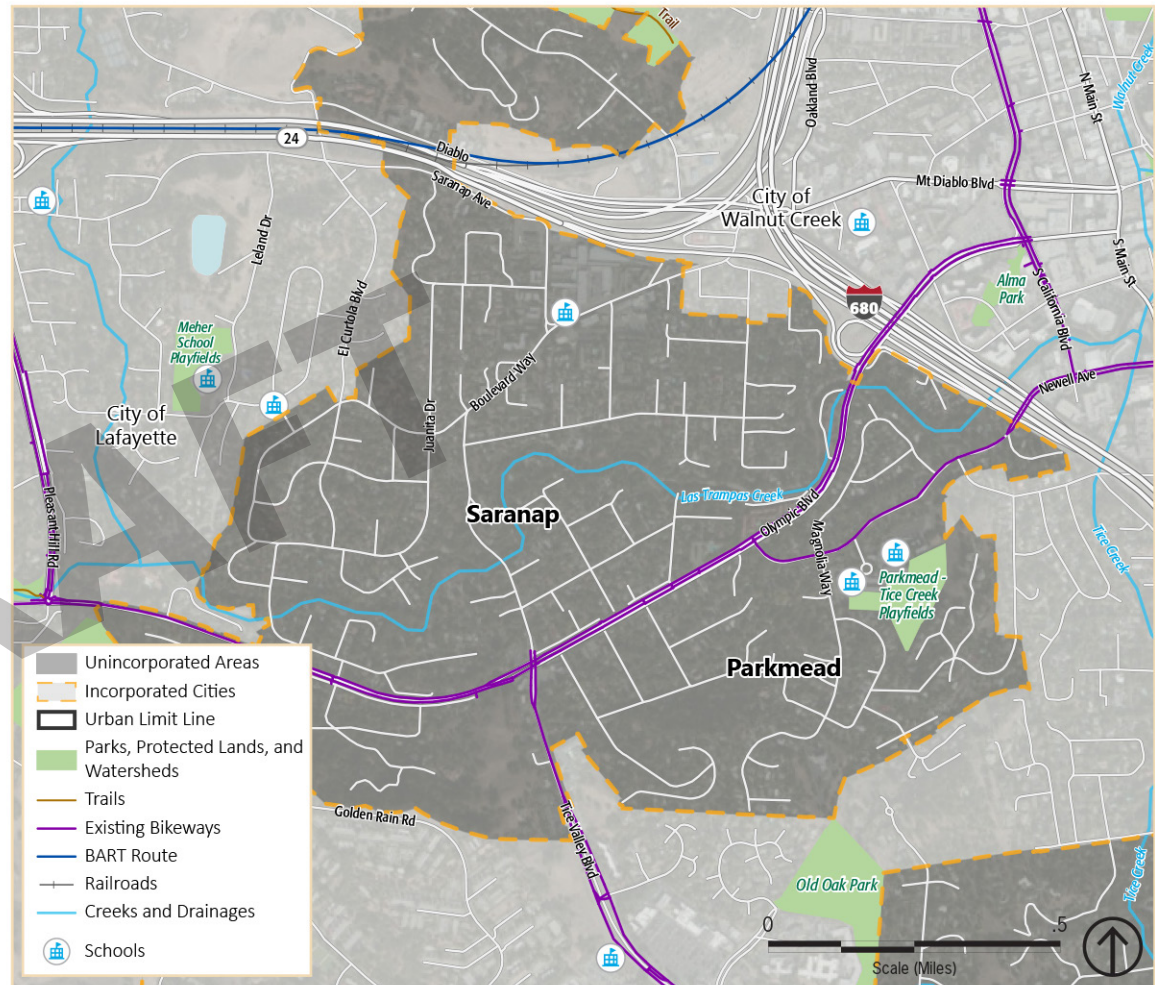 Trail
Oakland Blvd
N Main St
Walnut Creek
24
Diablo
Saranap Ave
Mt Diablo Blvd
City of
Walnut Creek
Leland Dr
S Main St
Alma
Park
S California Blvd
680
El Curtola Blvd
Meher
School
Playfields
Boulevard Way
Newell Ave
City of
Lafayette
Juanita Dr
Pleasant Hill Rd
Saranap
Las Trampas Creek
Olympic Blvd
Magnolia Way
Tice Creek
Parkmead -
Tice Creek
Playfields
Parkmead
Unincorporated Areas
Incorporated Cities
Urban Limit Line
Parks, Protected Lands, and
Watersheds
Trails
Existing Bikeways
BART Route
Railroads
Creeks and Drainages
Schools
Golden Rain Rd
Tice Valley Blvd
Old Oak Park
Tice Creek
0 .5
Scale (Miles)